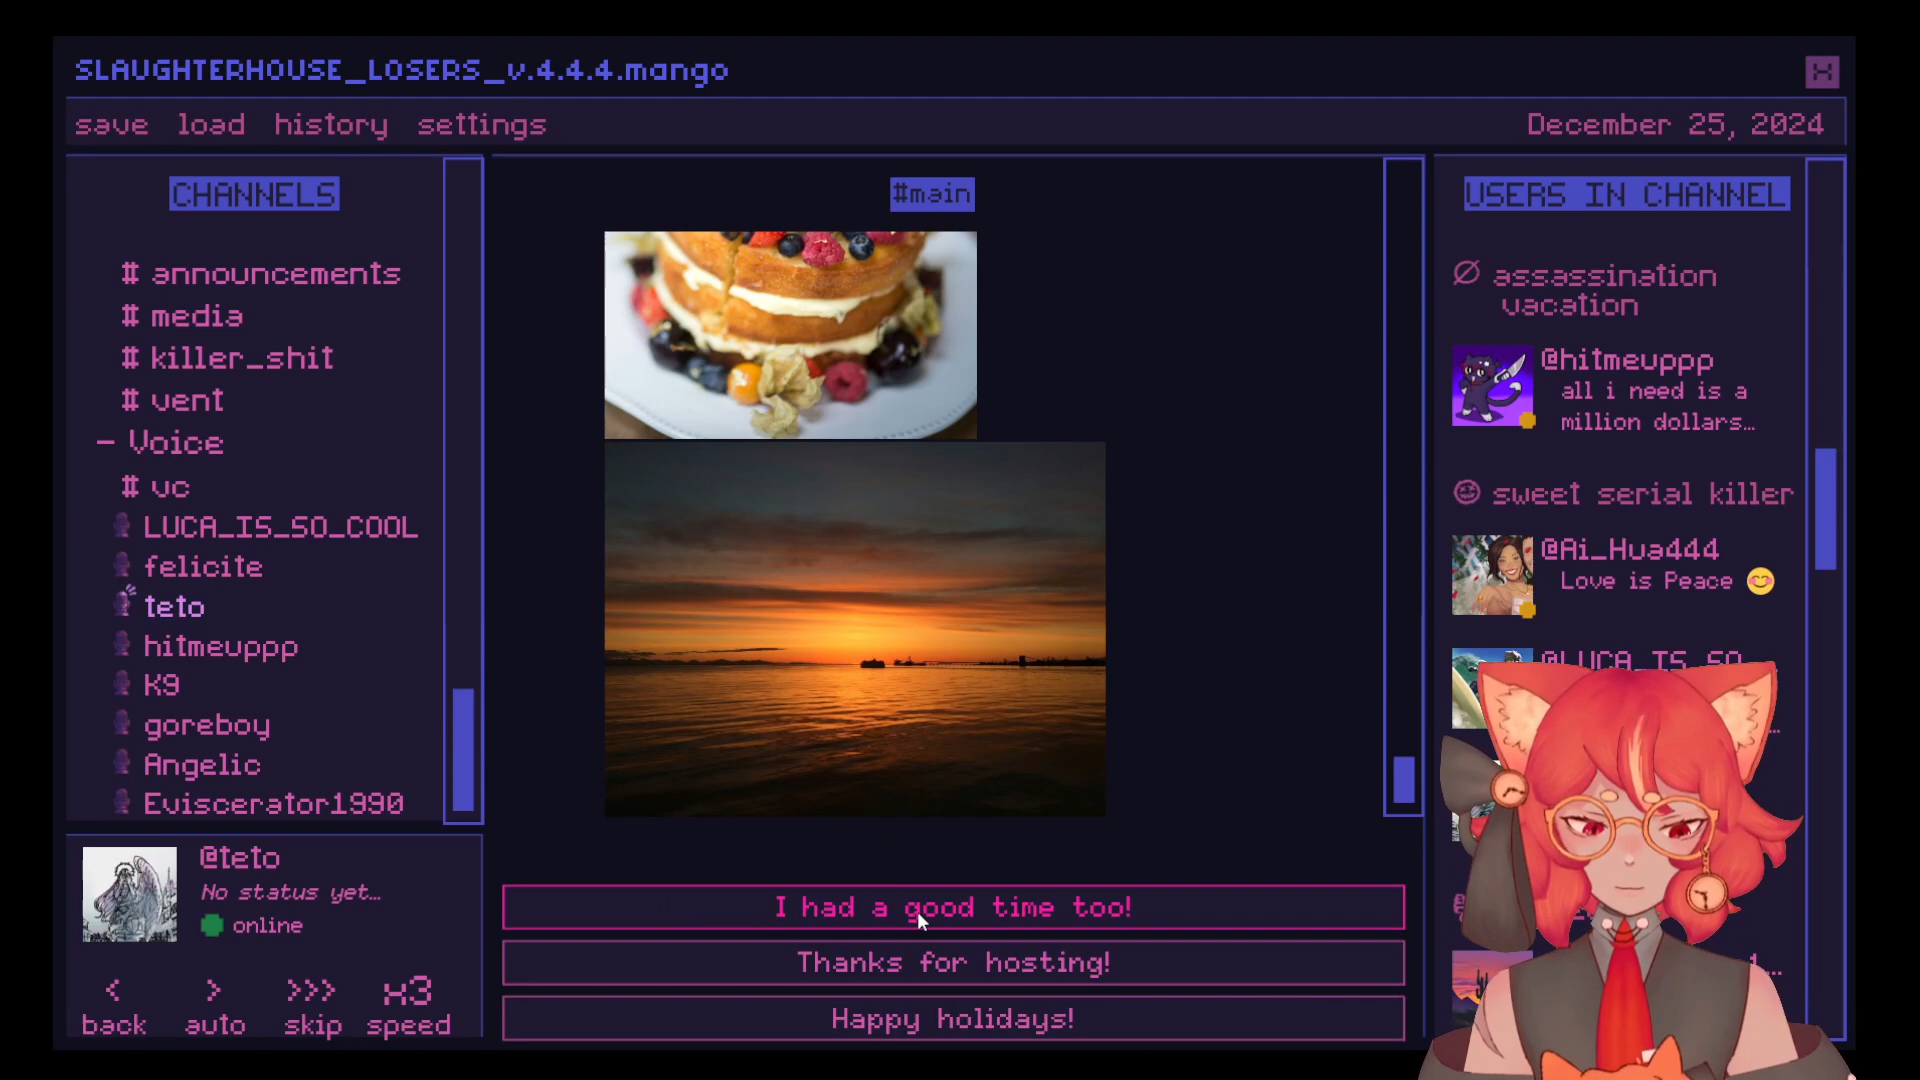 SLAUGHTERHOUSE_LOSERS_v.4.4.4.mango
X
save load history settings
December 25, 2024
CHANNELS
# announcements
# media
# killer_shit
# vent
— Voice
# vc
LUCA_IS_SO_COOL
felicite
teto
hitmeuppp
K9
goreboy
Angelic
Eviscerator1990
@teto
No status yet…
online
< > >>> x3
back auto skip speed
#main
I had a good time too!
Thanks for hosting!
Happy holidays!
USERS IN CHANNEL
assassination
vacation
@hitmeuppp
all i need is a
million dollars…
sweet serial killer
@Ai_Hua444
Love is Peace 😊
@LUCA_IS_SO_